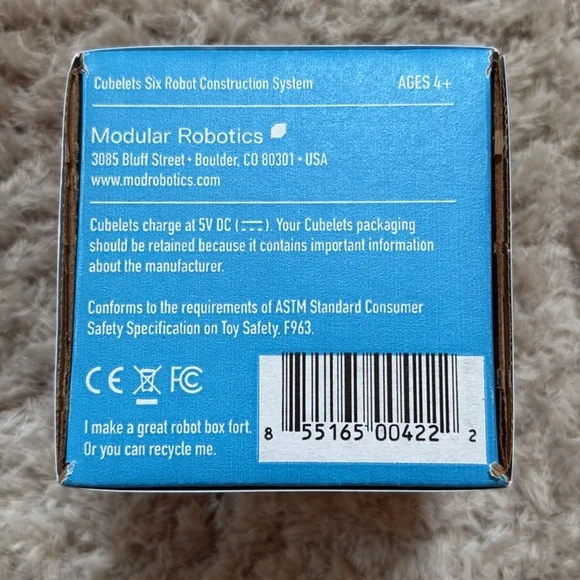 Cubelets Six Robot Construction System AGES 4+
Modular Robotics
3085 Bluff Street • Boulder, CO 80301 • USA
www.modrobotics.com
Cubelets charge at 5V DC (⎓). Your Cubelets packaging
should be retained because it contains important information
about the manufacturer.
Conforms to the requirements of ASTM Standard Consumer
Safety Specification on Toy Safety, F963.
CE FC
I make a great robot box fort.
Or you can recycle me.
8 55165 00422 2